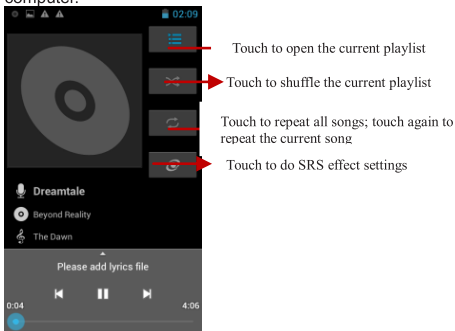 computer.
02:09
Touch to open the current playlist
Touch to shuffle the current playlist
Touch to repeat all songs; touch again to
repeat the current song
Touch to do SRS effect settings
Dreamtale
Beyond Reality
The Dawn
Please add lyrics file
0:04
4:06